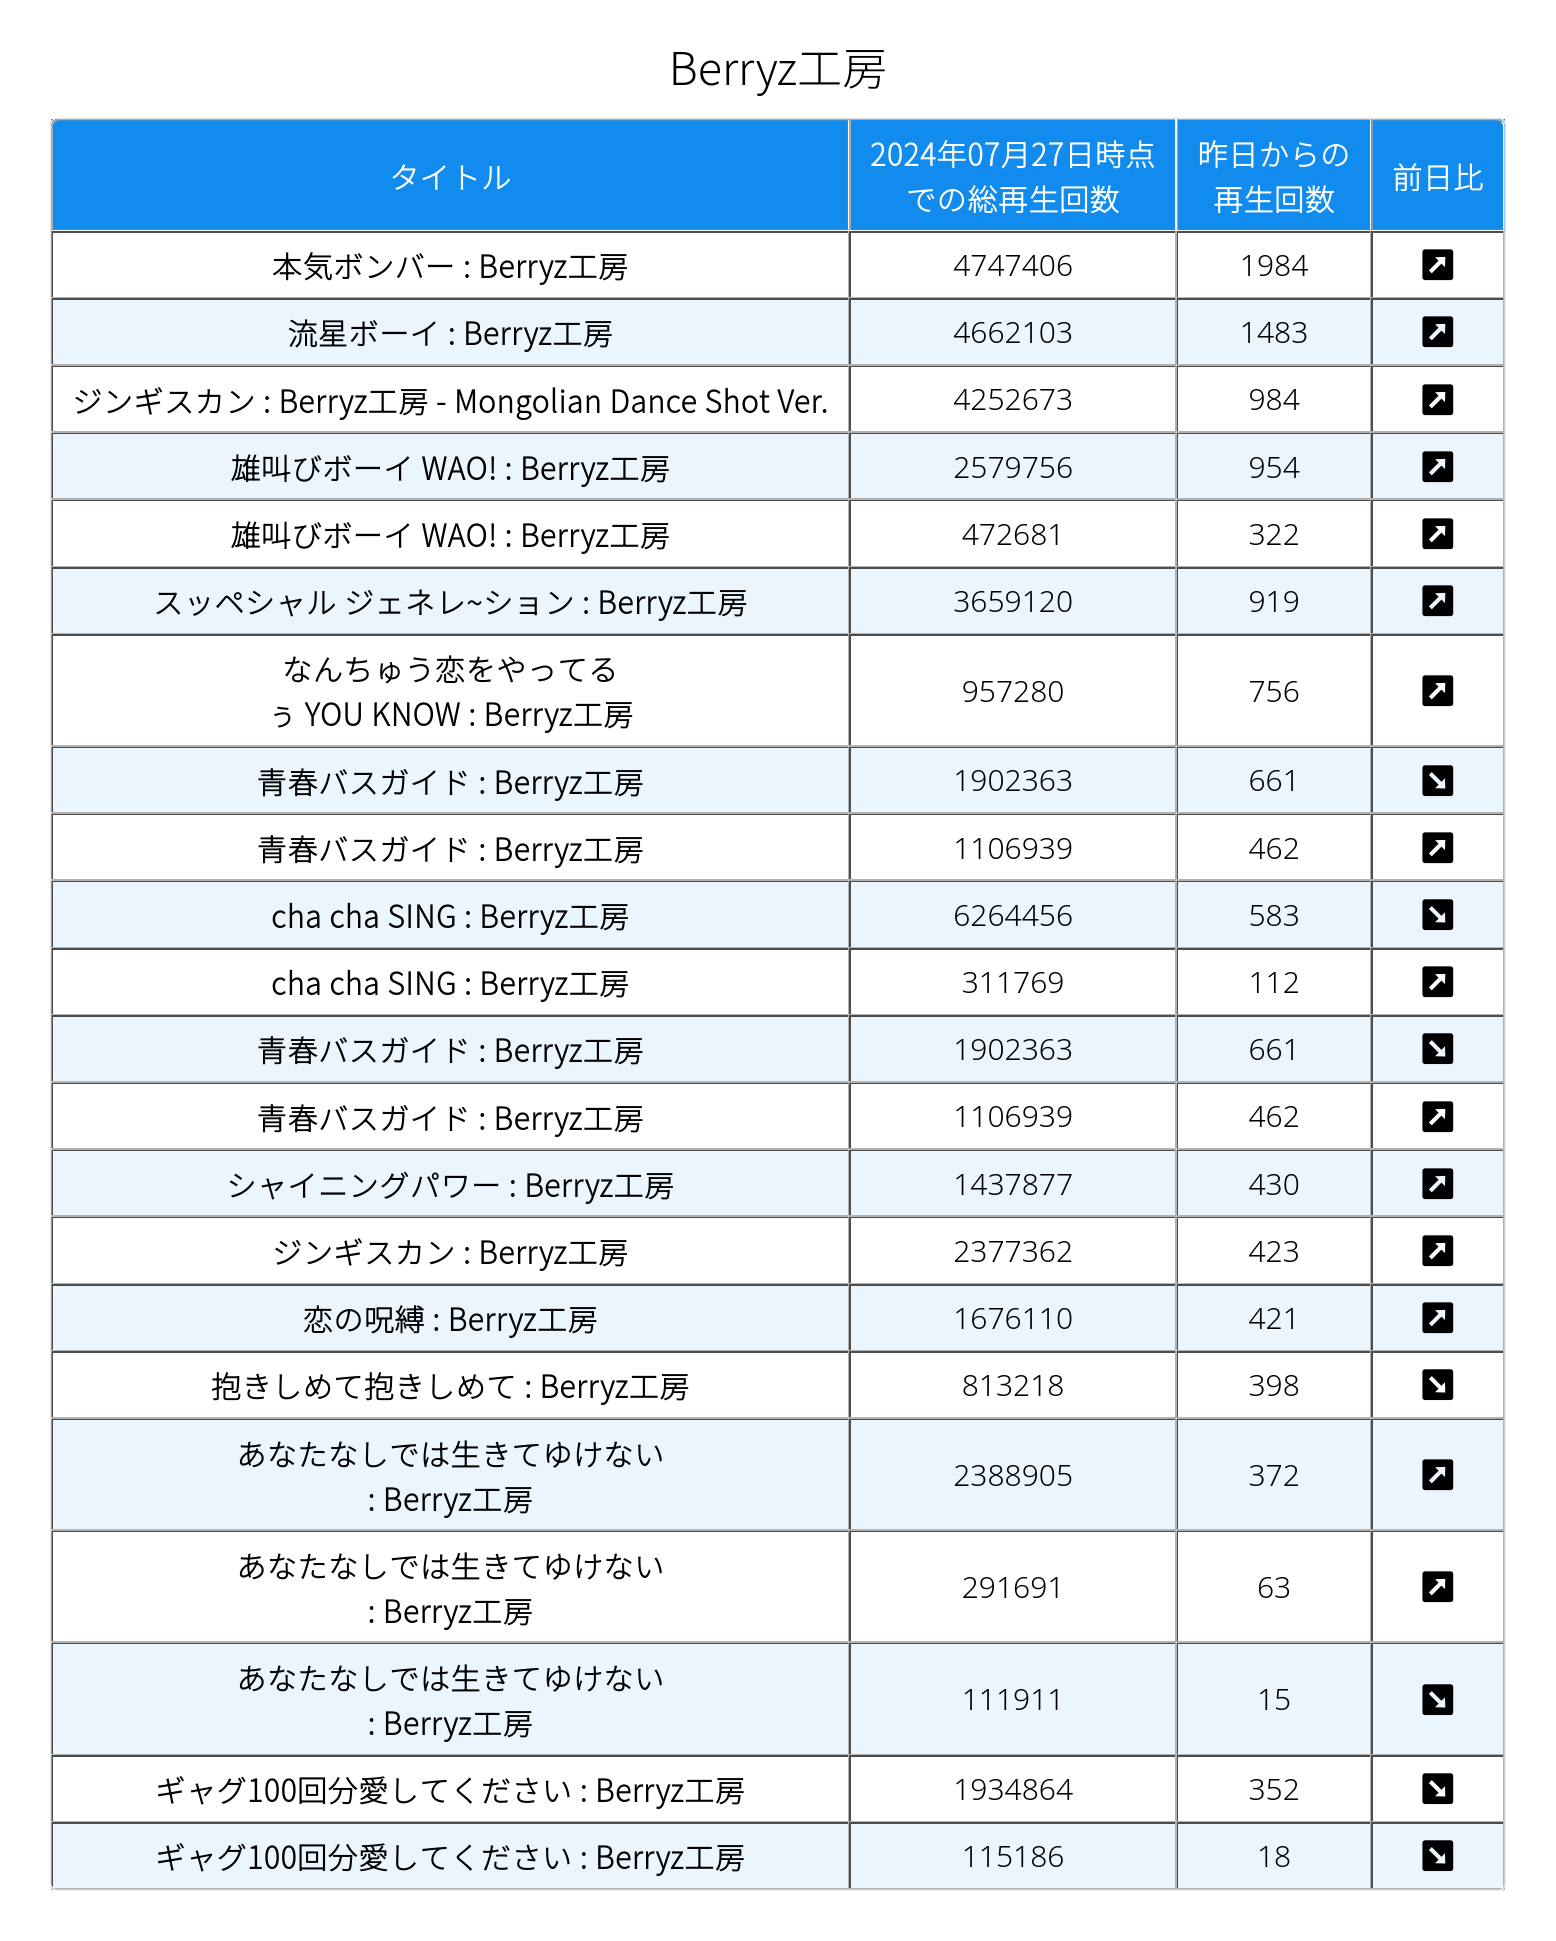 Berryz工房
タイトル 2024年07月27日時点 昨日からの 前日比
での総再生回数 再生回数
本気ボンバー : Berryz工房 4747406 1984
流星ボーイ : Berryz工房 4662103 1483
ジンギスカン : Berryz工房 - Mongolian Dance Shot Ver. 4252673 984
雄叫びボーイ WAO! : Berryz工房 2579756 954
雄叫びボーイ WAO! : Berryz工房 472681 322
スッペシャル ジェネレ~ション : Berryz工房 3659120 919
なんちゅう恋をやってる
ぅ YOU KNOW : Berryz工房 957280 756
青春バスガイド : Berryz工房 1902363 661
青春バスガイド : Berryz工房 1106939 462
cha cha SING : Berryz工房 6264456 583
cha cha SING : Berryz工房 311769 112
青春バスガイド : Berryz工房 1902363 661
青春バスガイド : Berryz工房 1106939 462
シャイニングパワー : Berryz工房 1437877 430
ジンギスカン : Berryz工房 2377362 423
恋の呪縛 : Berryz工房 1676110 421
抱きしめて抱きしめて : Berryz工房 813218 398
あなたなしでは生きてゆけない
: Berryz工房 2388905 372
あなたなしでは生きてゆけない
: Berryz工房 291691 63
あなたなしでは生きてゆけない
: Berryz工房 111911 15
ギャグ100回分愛してください : Berryz工房 1934864 352
ギャグ100回分愛してください : Berryz工房 115186 18